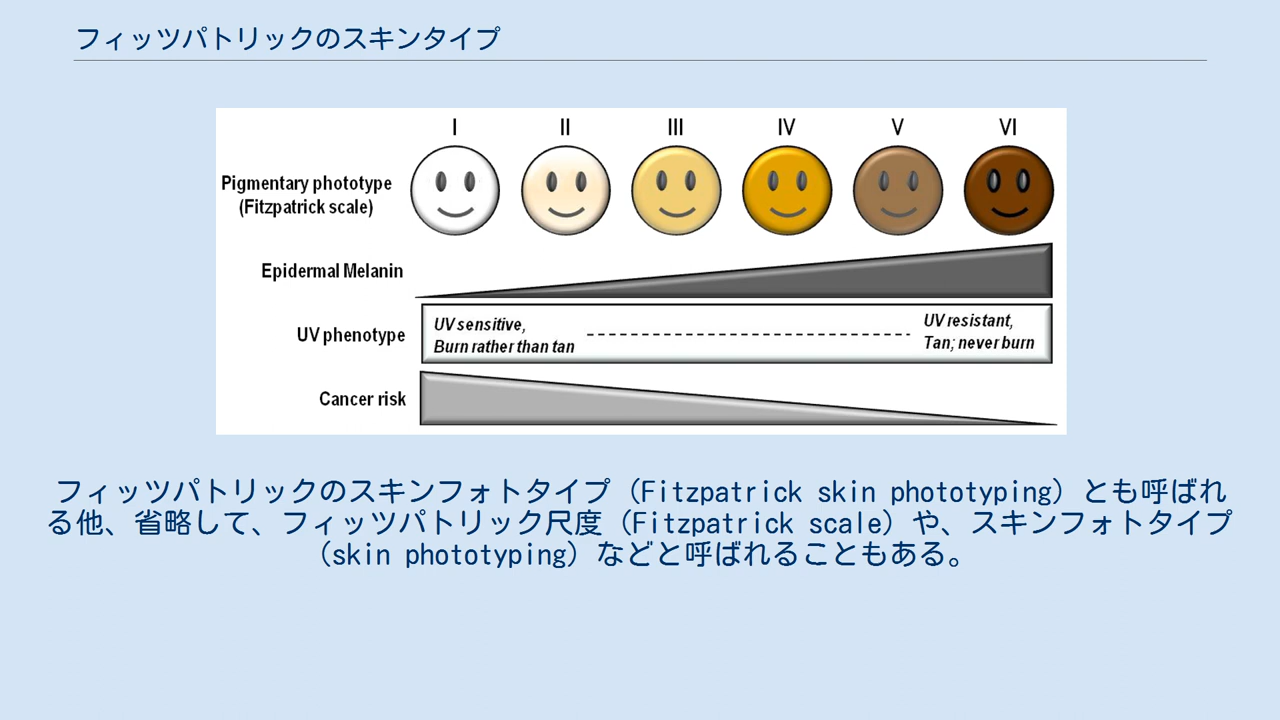 フィッツパトリックのスキンタイプ
I II III IV V VI
Pigmentary phototype
(Fitzpatrick scale)
Epidermal Melanin
UV phenotype
UV sensitive,
Burn rather than tan
UV resistant,
Tan; never burn
Cancer risk
フィッツパトリックのスキンフォトタイプ（Fitzpatrick skin phototyping）とも呼ばれ
る他、省略して、フィッツパトリック尺度（Fitzpatrick scale）や、スキンフォトタイプ
（skin phototyping）などと呼ばれることもある。